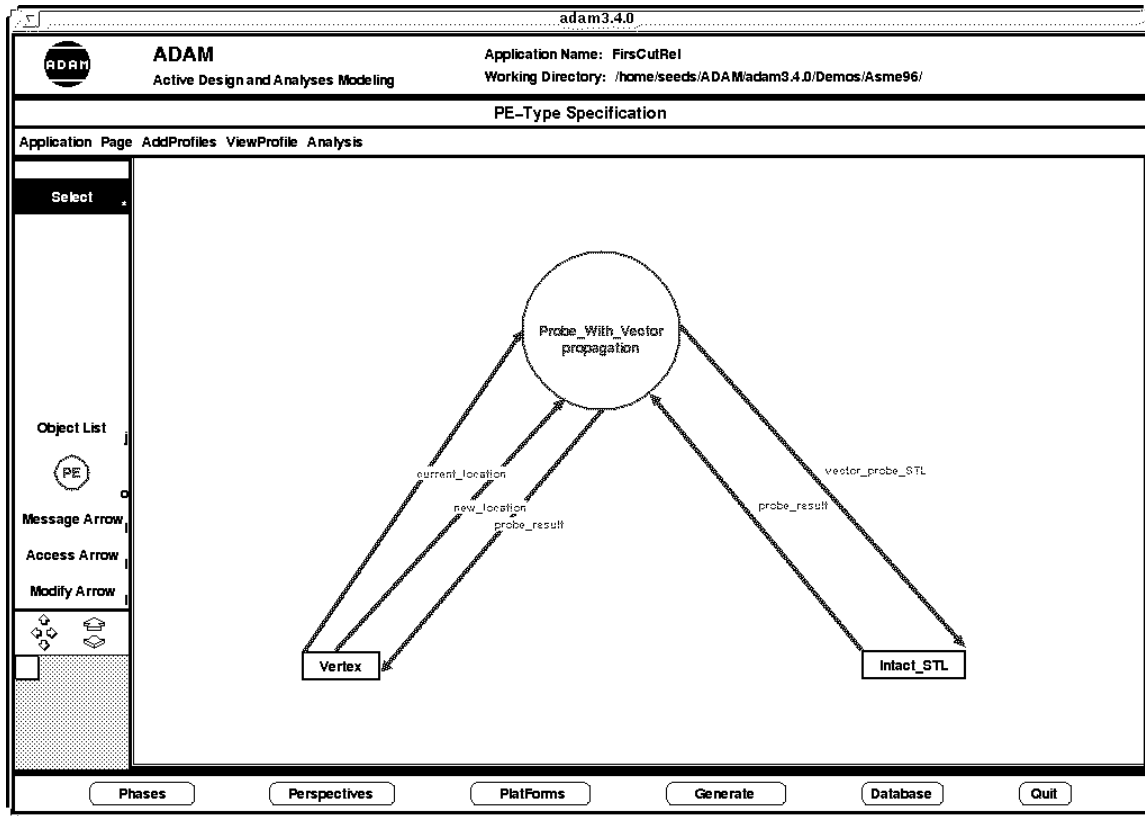 adam3.4.0
ADAM
ADAM
Active Design and Analyses Modeling
Application Name: FirsCutRel
Working Directory: /home/seeds/ADAM/adam3.4.0/Demos/Asme96/
PE-Type Specification
Application Page AddProfiles ViewProfile Analysis
Select
Probe_With_Vector
propagation
Object List
PE
Message Arrow
Access Arrow
Modify Arrow
current_location
new_location
probe_result
vector_probe_STL
probe_result
Vertex
Intact_STL
Phases Perspectives PlatForms Generate Database Quit